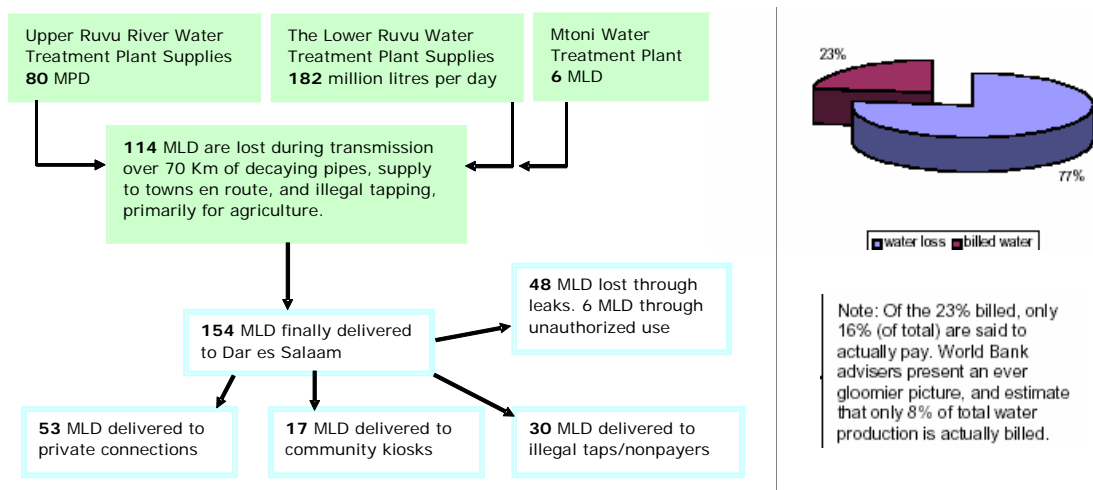 Upper Ruvu River Water
Treatment Plant Supplies
80 MPD
The Lower Ruvu Water
Treatment Plant Supplies
182 million litres per day
Mtoni Water
Treatment Plant
6 MLD
114 MLD are lost during transmission
over 70 Km of decaying pipes, supply
to towns en route, and illegal tapping,
primarily for agriculture.
48 MLD lost through
leaks. 6 MLD through
unauthorized use
154 MLD finally delivered
to Dar es Salaam
53 MLD delivered to
private connections
17 MLD delivered to
community kiosks
30 MLD delivered to
illegal taps/nonpayers
23%
77%
water loss billed water
Note: Of the 23% billed, only
16% (of total) are said to
actually pay. World Bank
advisers present an ever
gloomier picture, and estimate
that only 8% of total water
production is actually billed.